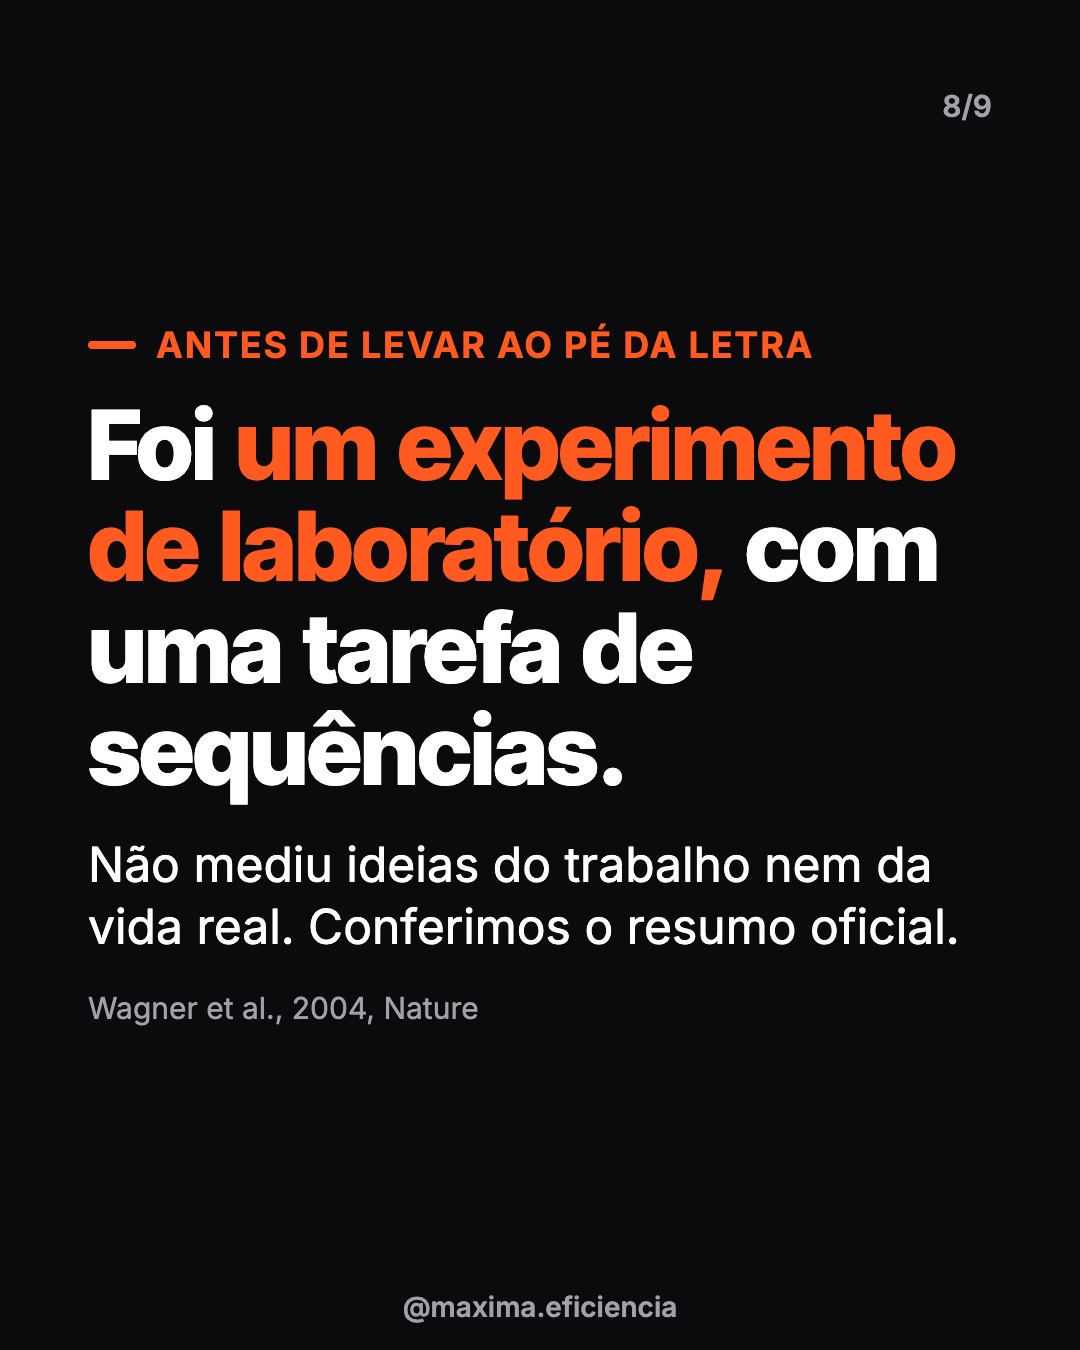 8/9
ANTES DE LEVAR AO PÉ DA LETRA
Foi um experimento
de laboratório, com
uma tarefa de
sequências.
Não mediu ideias do trabalho nem da
vida real. Conferimos o resumo oficial.
Wagner et al., 2004, Nature
@maxima.eficiencia